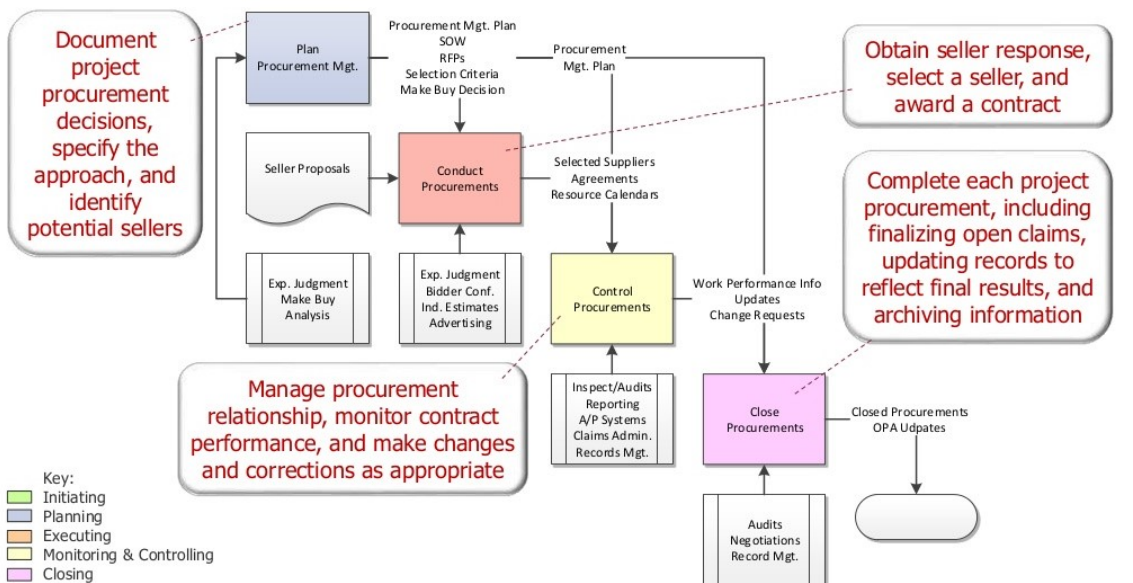 Document
project
procurement
decisions,
specify the
approach, and
identify
potential sellers
Plan
Procurement Mgt.
Procurement Mgt. Plan
SOW
RFPs
Selection Criteria
Make Buy Decision
Procurement
Mgt. Plan
Obtain seller response,
select a seller, and
award a contract
Seller Proposals
Conduct
Procurements
Selected Suppliers
Agreements
Resource Calendars
Complete each project
procurement, including
finalizing open claims,
updating records to
reflect final results, and
archiving information
Exp. Judgment
Make Buy
Analysis
Exp. Judgment
Bidder Conf.
Ind. Estimates
Advertising
Control
Procurements
Work Performance Info
Updates
Change Requests
Manage procurement
relationship, monitor contract
performance, and make changes
and corrections as appropriate
Inspect/Audits
Reporting
A/P Systems
Claims Admin.
Records Mgt.
Close
Procurements
Closed Procurements
OPA Udpates
Audits
Negotiations
Record Mgt.
Key:
Initiating
Planning
Executing
Monitoring & Controlling
Closing